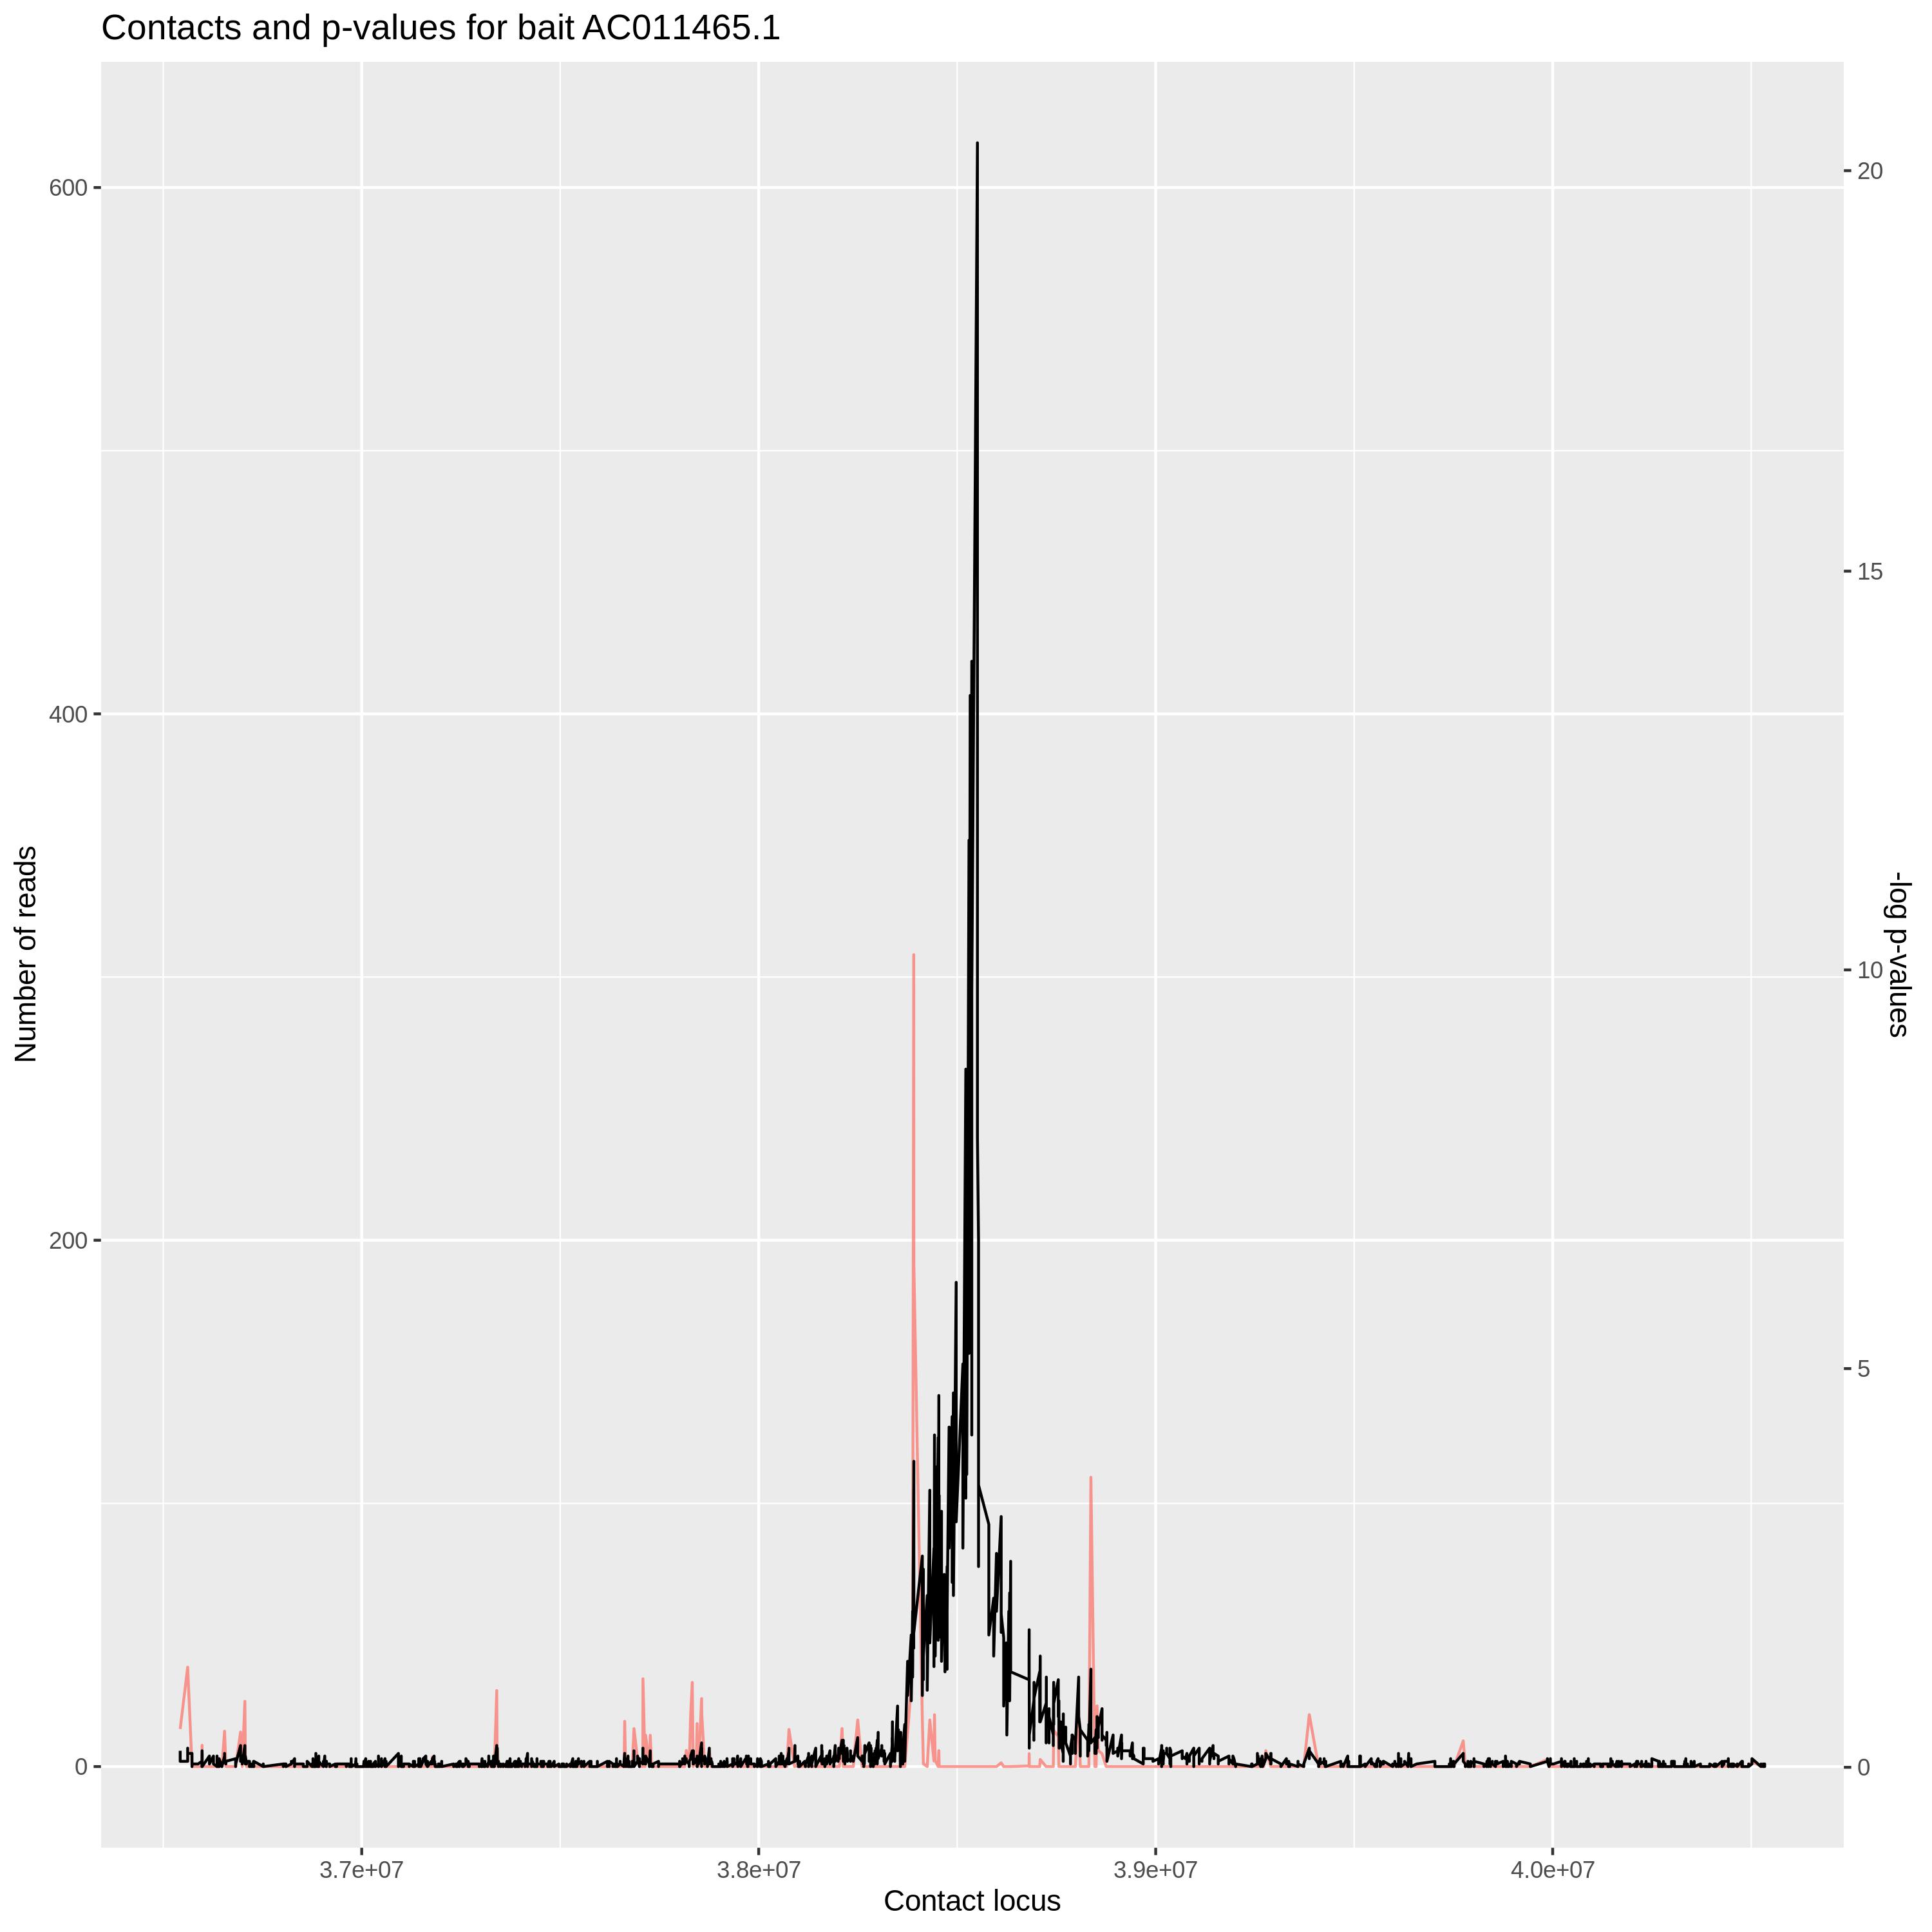 Contacts and p-values for bait AC011465.1
600
400
200
0
Number of reads
20
15
10
5
0
-log p-values
3.7e+07
3.8e+07
3.9e+07
4.0e+07
Contact locus